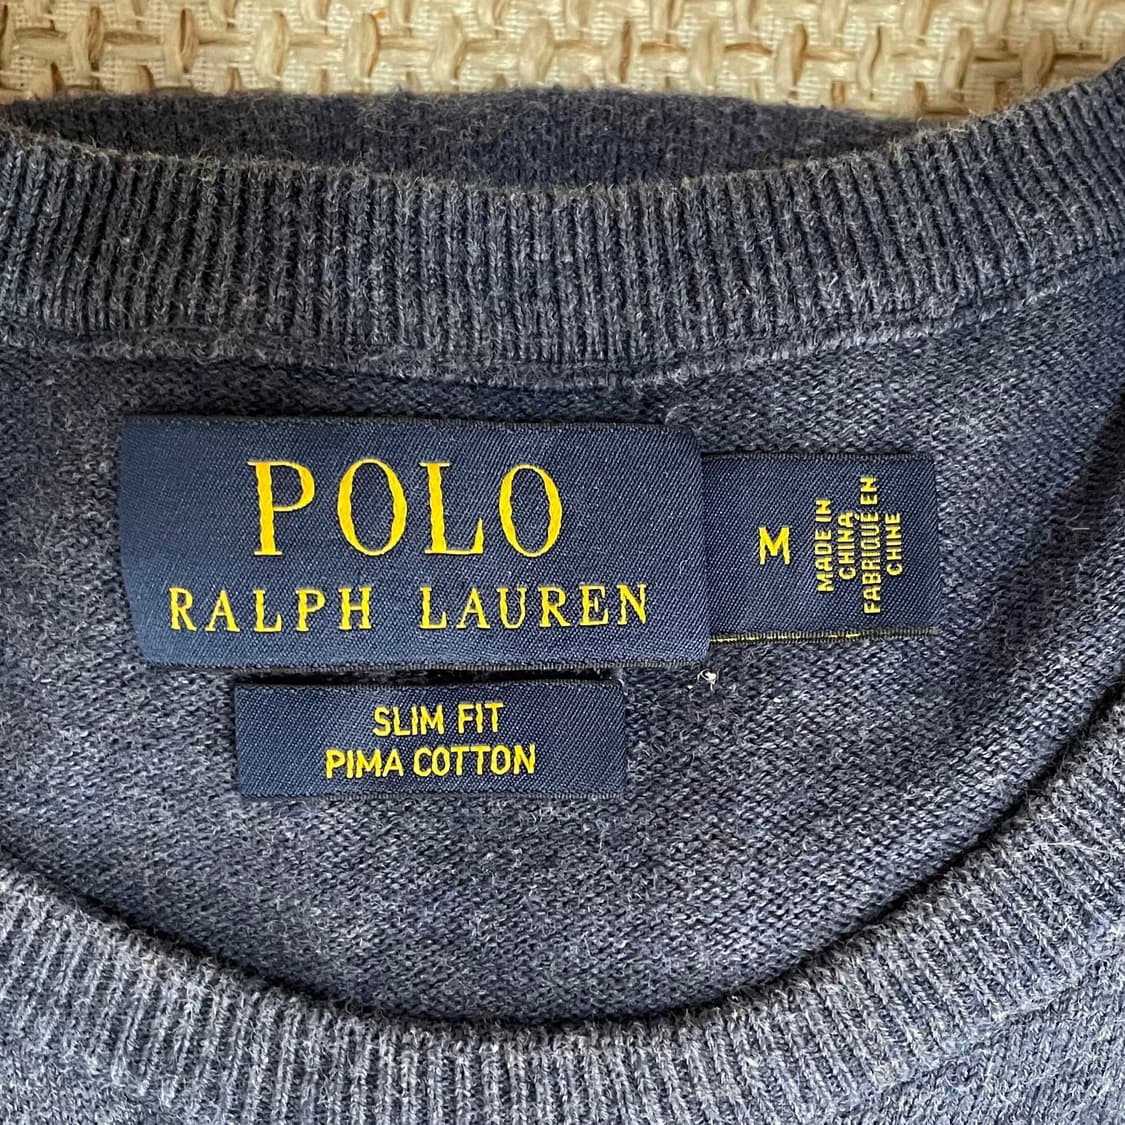 POLO
RALPH LAUREN
M
MADE IN
CHINA
FABRIQUÉ EN
CHINE
SLIM FIT
PIMA COTTON